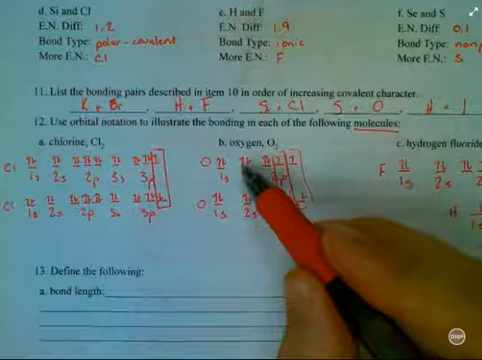 d. Si and Cl e. H and F f. Se and S
E.N. Diff: 1.2 E.N Diff: 1.9 E.N. Diff: 0.1
Bond Type: polar-covalent Bond Type: ionic Bond Type: non
More E.N.: Cl More E.N.: F More E.N.: S
11. List the bonding pairs described in item 10 in order of increasing covalent character.
K + Br, H + F, S + Cl, S + O, H - I
12. Use orbital notation to illustrate the bonding in each of the following molecules:
a. chlorine, Cl2 b. oxygen, O2 c. hydrogen fluoride
Cl O F
1s 2s 2p 3s 3p 1s 2p 1s 2s
Cl O H
1s 2s 2p 3s 3p 1s 2s
13. Define the following:
a. bond length: